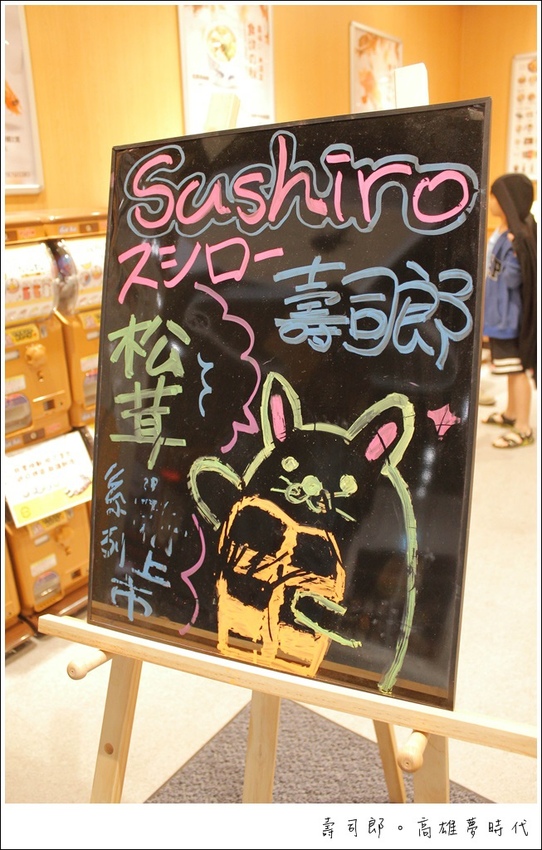 Sushiro
スシロー
壽司郎
松茸
系列上市
壽司郎。高雄夢時代